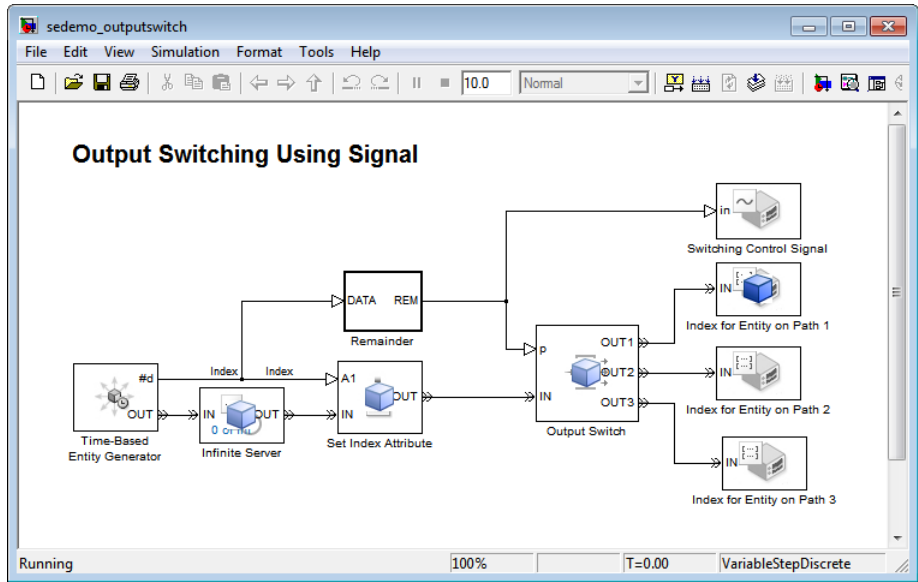 sedemo_outputswitch
File Edit View Simulation Format Tools Help
10.0 Normal
Output Switching Using Signal
in
Switching Control Signal
DATA REM
Remainder
IN
Index for Entity on Path 1
#d Index Index A1
OUT IN OUT IN OUT
Time-Based
Entity Generator
Infinite Server
Set Index Attribute
p OUT1
OUT2
IN OUT3
Output Switch
IN
Index for Entity on Path 2
IN
Index for Entity on Path 3
Running 100% T=0.00 VariableStepDiscrete